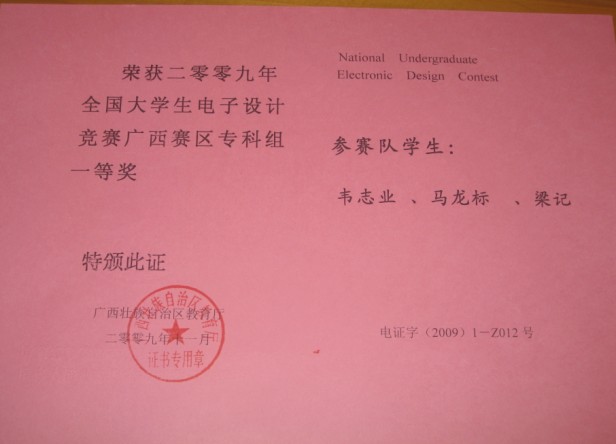 荣获二零零九年
全国大学生电子设计
竞赛广西赛区专科组
一等奖
特颁此证
广西壮族自治区教育厅
二零零九年十一月
证书专用章
National Undergraduate
Electronic Design Contest
参赛队学生:
韦志业 、马龙标 、梁记
电证字（2009）1-Z012 号